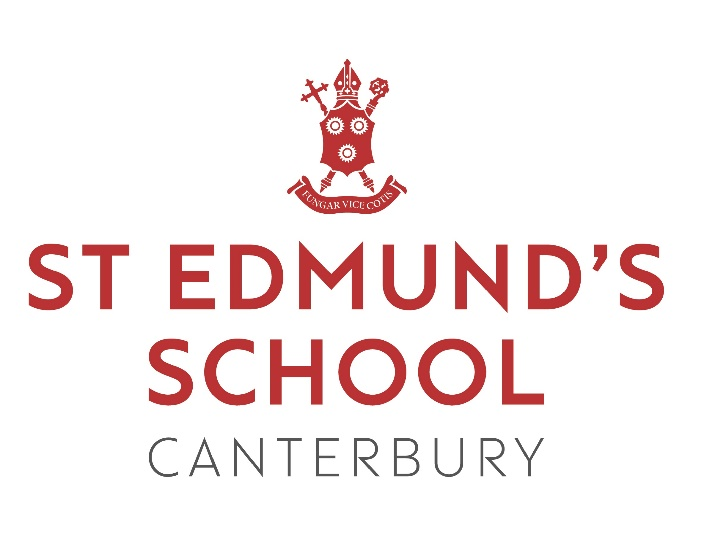 FUNGAR VICE COTIS
ST EDMUND’S
SCHOOL
CANTERBURY